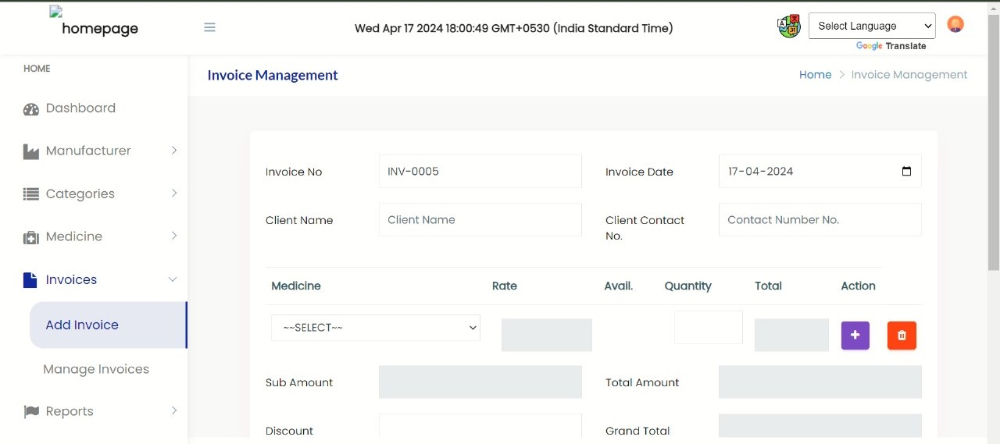 homepage
Wed Apr 17 2024 18:00:49 GMT+0530 (India Standard Time)
Select Language
Google Translate
HOME
Dashboard
Manufacturer
Categories
Medicine
Invoices
Add Invoice
Manage Invoices
Reports
Invoice Management
Home > Invoice Management
Invoice No INV-0005 Invoice Date 17-04-2024
Client Name Client Name Client Contact No. Contact Number No.
Medicine Rate Avail. Quantity Total Action
~~SELECT~~
Sub Amount Total Amount
Discount Grand Total